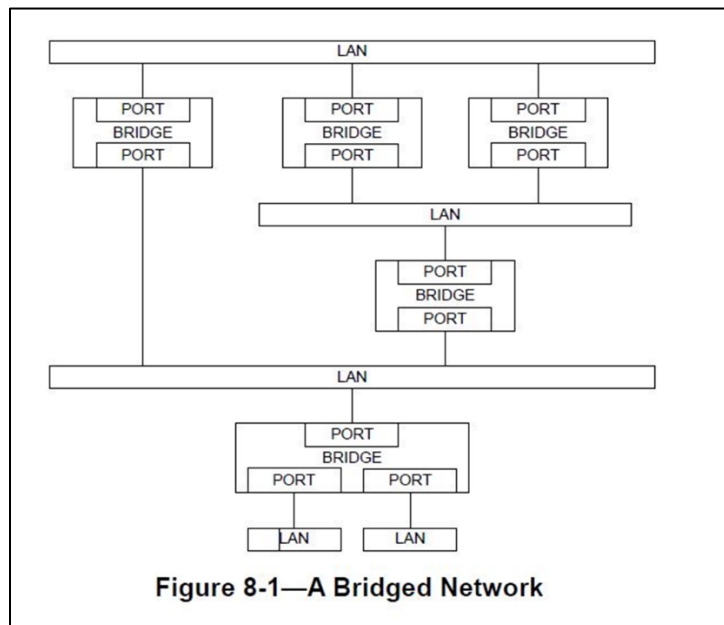 LAN
PORT PORT PORT
BRIDGE BRIDGE BRIDGE
PORT PORT PORT
LAN
PORT
BRIDGE
PORT
LAN
PORT
BRIDGE
PORT PORT
LAN LAN
Figure 8-1—A Bridged Network